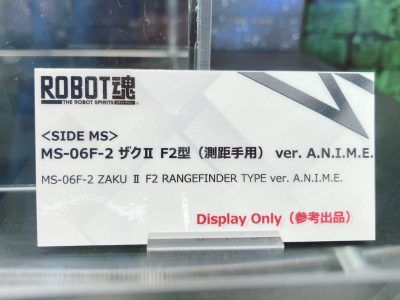 ROBOT魂
THE ROBOT SPIRITS
<SIDE MS>
MS-06F-2 ザクⅡ F2型（測距手用） ver. A.N.I.M.E.
MS-06F-2 ZAKU Ⅱ F2 RANGEFINDER TYPE ver. A.N.I.M.E.
Display Only（参考出品）